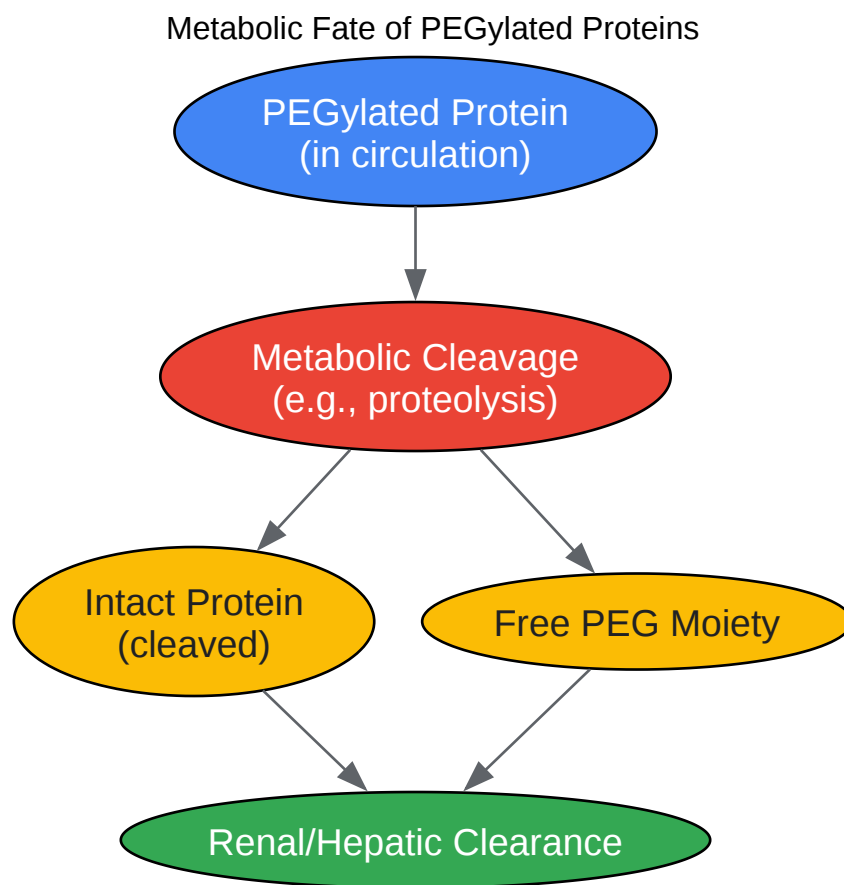 Metabolic Fate of PEGylated Proteins
PEGylated Protein
(in circulation)
Metabolic Cleavage
(e.g., proteolysis)
Intact Protein
(cleaved)
Free PEG Moiety
Renal/Hepatic Clearance